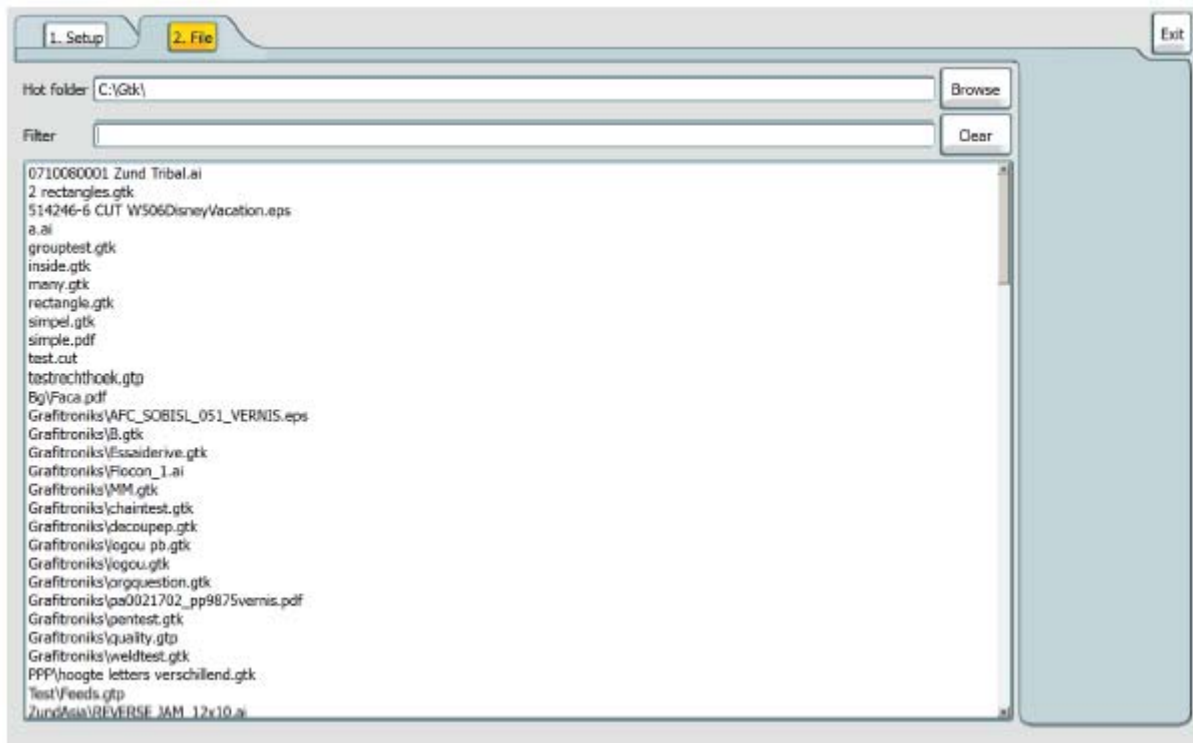 1. Setup
2. File
Exit
Hot folder C:\Gtk\ Browse
Filter Clear
0710080001 Zund Tribal.ai
2 rectangles.gtk
514246-6 CUT WS06DisneyVacation.eps
a.ai
grouptest.gtk
inside.gtk
many.gtk
rectangle.gtk
simpel.gtk
simple.pdf
test.cut
testrechthoek.gtp
Bg\Faca.pdf
Grafitroniks\AFC_SOBISL_051_VERNIS.eps
Grafitroniks\B.gtk
Grafitroniks\Essaiderive.gtk
Grafitroniks\Flocon_1.ai
Grafitroniks\MM.gtk
Grafitroniks\chaintest.gtk
Grafitroniks\decoupep.gtk
Grafitroniks\logou pb.gtk
Grafitroniks\logou.gtk
Grafitroniks\orgquestion.gtk
Grafitroniks\pa0021702_pp9875vernis.pdf
Grafitroniks\pentest.gtk
Grafitroniks\quality.gtp
Grafitroniks\weldtest.gtk
PPP\hoogte letters verschillend.gtk
Test\Feeds.gtp
ZundAsia\REVERSE JAM_12x10.ai